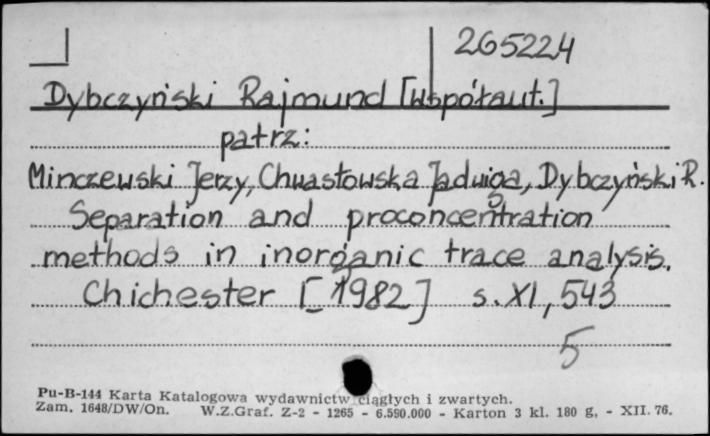 265224
Dybczyński Rajmund [współaut.]
patrz:
Minczewski Jerzy, Chwastowska Jadwiga, Dybczyński R.
Separation and proconcentration
methods in inorganic trace analysis.
Chichester [1982] s. XI, 543
5
Pu-B-144 Karta Katalogowa wydawnictw ciągłych i zwartych.
Zam. 1648/DW/On. W.Z.Graf. Z-2 - 1265 - 6.590.000 - Karton 3 kl. 180 g. - XII. 76.